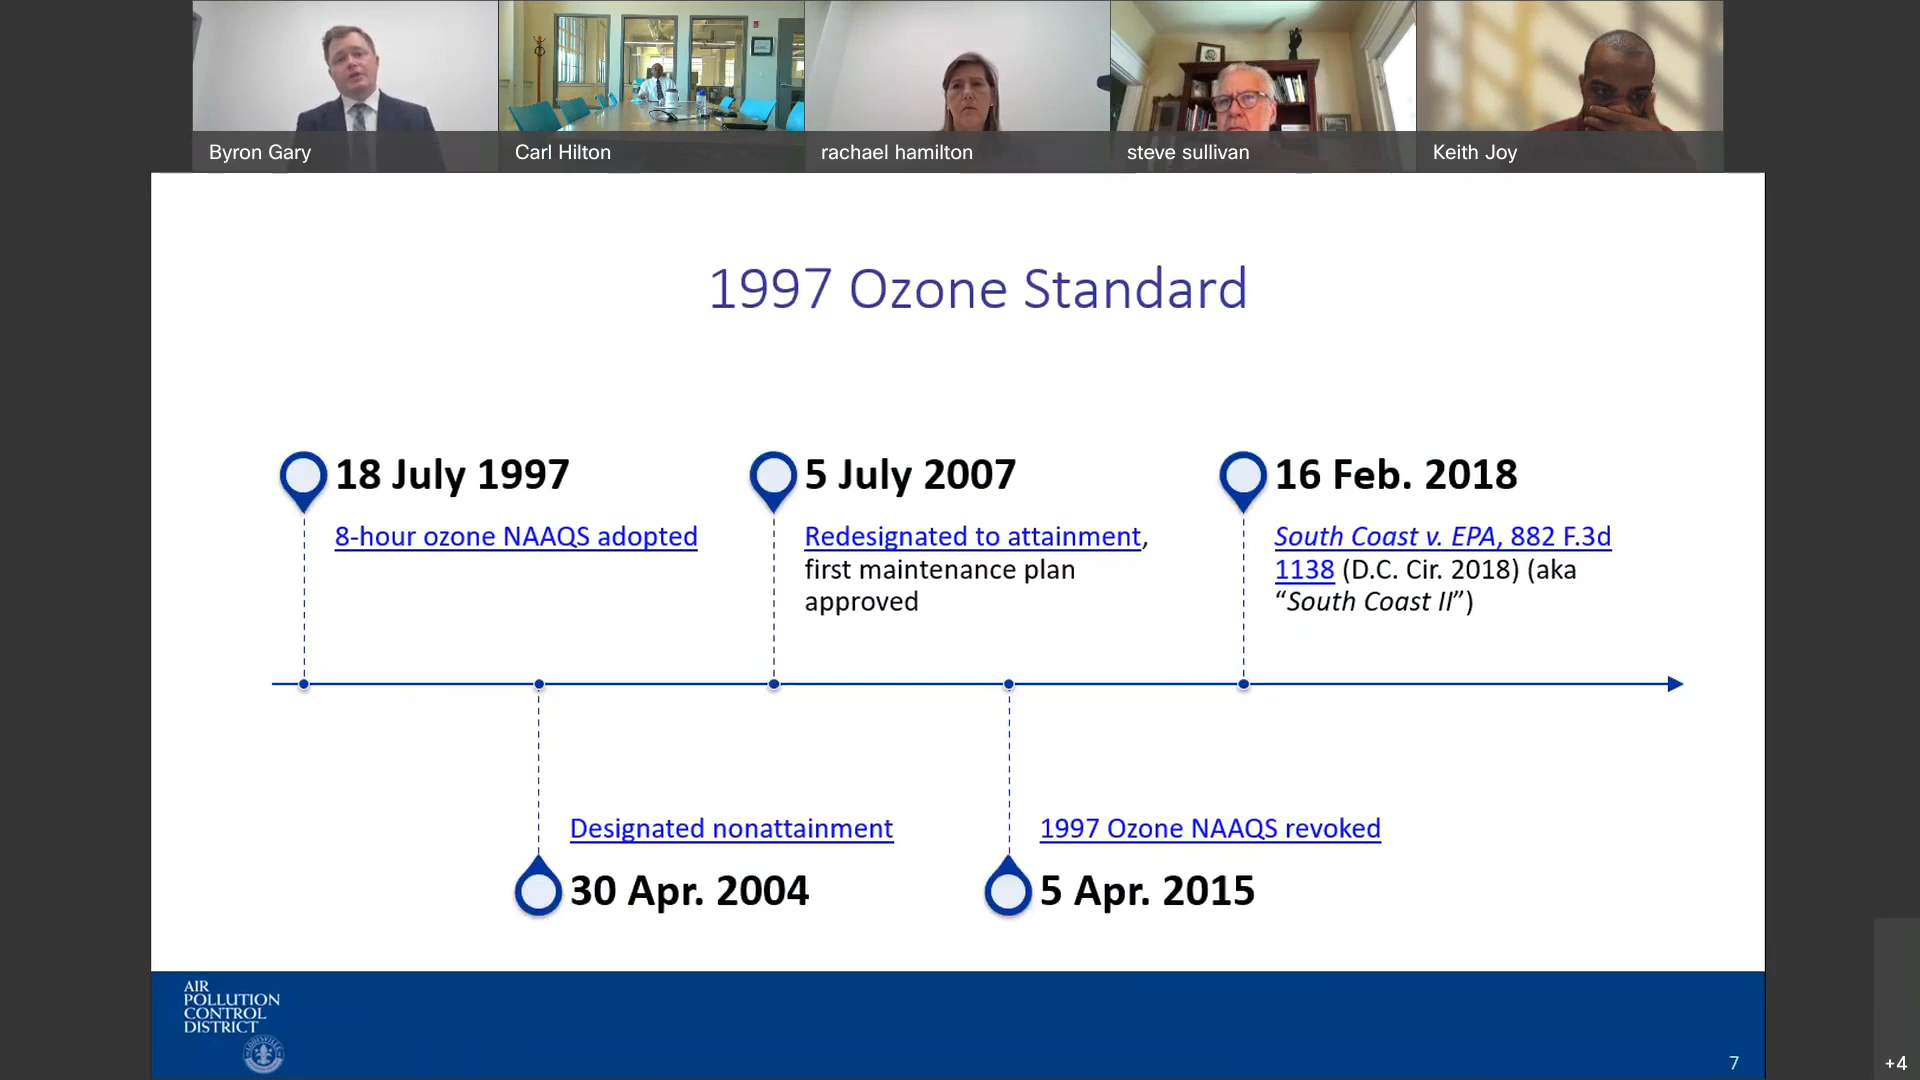 Byron Gary
Carl Hilton
rachael hamilton
steve sullivan
Keith Joy
1997 Ozone Standard
18 July 1997
8-hour ozone NAAQS adopted
5 July 2007
Redesignated to attainment,
first maintenance plan
approved
16 Feb. 2018
South Coast v. EPA, 882 F.3d
1138 (D.C. Cir. 2018) (aka
“South Coast II”)
Designated nonattainment
30 Apr. 2004
1997 Ozone NAAQS revoked
5 Apr. 2015
AIR
POLLUTION
CONTROL
DISTRICT
7
+4